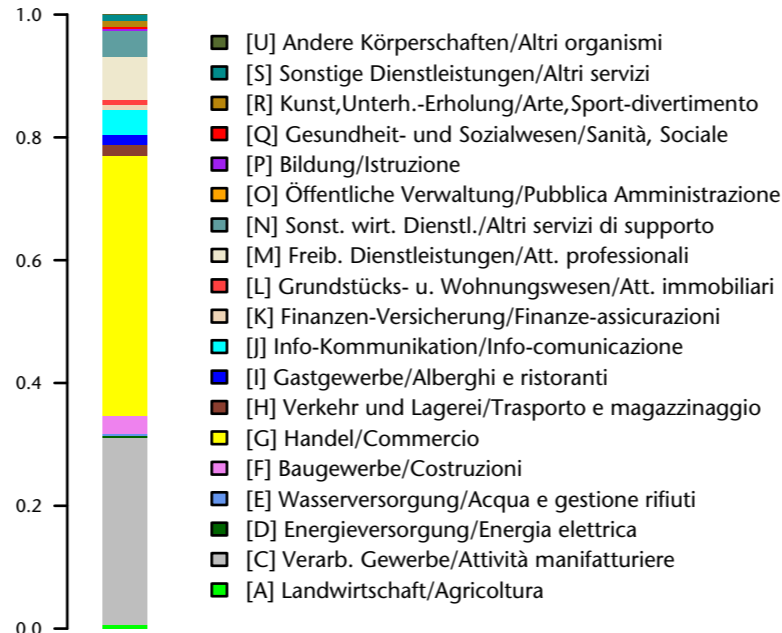 1.0
0.8
0.6
0.4
0.2
0.0
[U] Andere Körperschaften/Altri organismi
[S] Sonstige Dienstleistungen/Altri servizi
[R] Kunst,Unterh.-Erholung/Arte,Sport-divertimento
[Q] Gesundheit- und Sozialwesen/Sanità, Sociale
[P] Bildung/Istruzione
[O] Öffentliche Verwaltung/Pubblica Amministrazione
[N] Sonst. wirt. Dienstl./Altri servizi di supporto
[M] Freib. Dienstleistungen/Att. professionali
[L] Grundstücks- u. Wohnungswesen/Att. immobiliari
[K] Finanzen-Versicherung/Finanze-assicurazioni
[J] Info-Kommunikation/Info-comunicazione
[I] Gastgewerbe/Alberghi e ristoranti
[H] Verkehr und Lagerei/Trasporto e magazzinaggio
[G] Handel/Commercio
[F] Baugewerbe/Costruzioni
[E] Wasserversorgung/Acqua e gestione rifiuti
[D] Energieversorgung/Energia elettrica
[C] Verarb. Gewerbe/Attività manifatturiere
[A] Landwirtschaft/Agricoltura